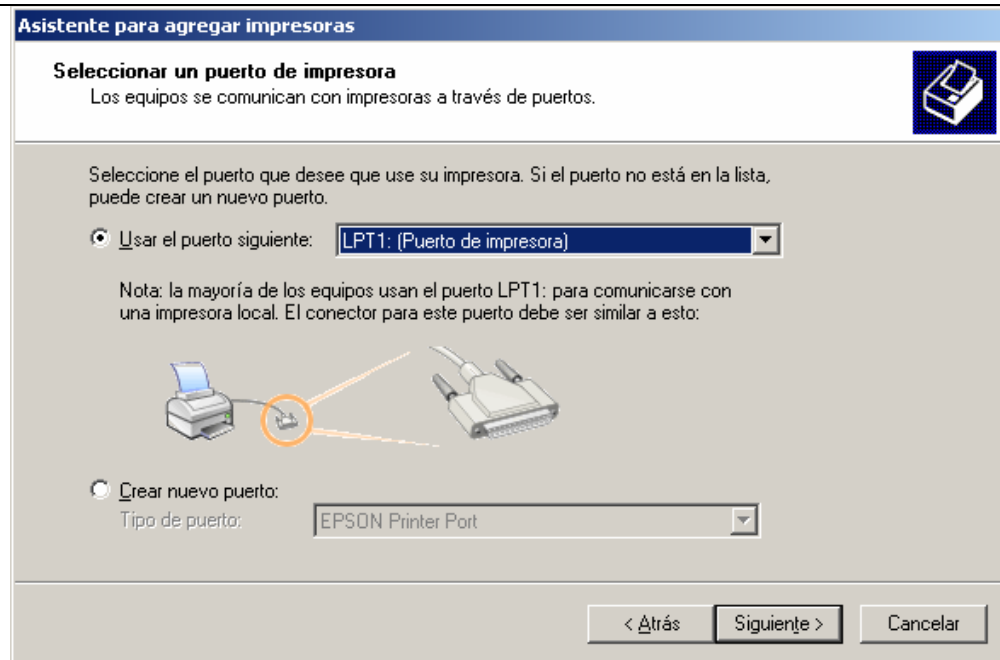 Asistente para agregar impresoras
Seleccionar un puerto de impresora
Los equipos se comunican con impresoras a través de puertos.
Seleccione el puerto que desee que use su impresora. Si el puerto no está en la lista,
puede crear un nuevo puerto.
Usar el puerto siguiente: LPT1: (Puerto de impresora)
Nota: la mayoría de los equipos usan el puerto LPT1: para comunicarse con
una impresora local. El conector para este puerto debe ser similar a esto:
Crear nuevo puerto:
Tipo de puerto: EPSON Printer Port
< Atrás Siguiente > Cancelar